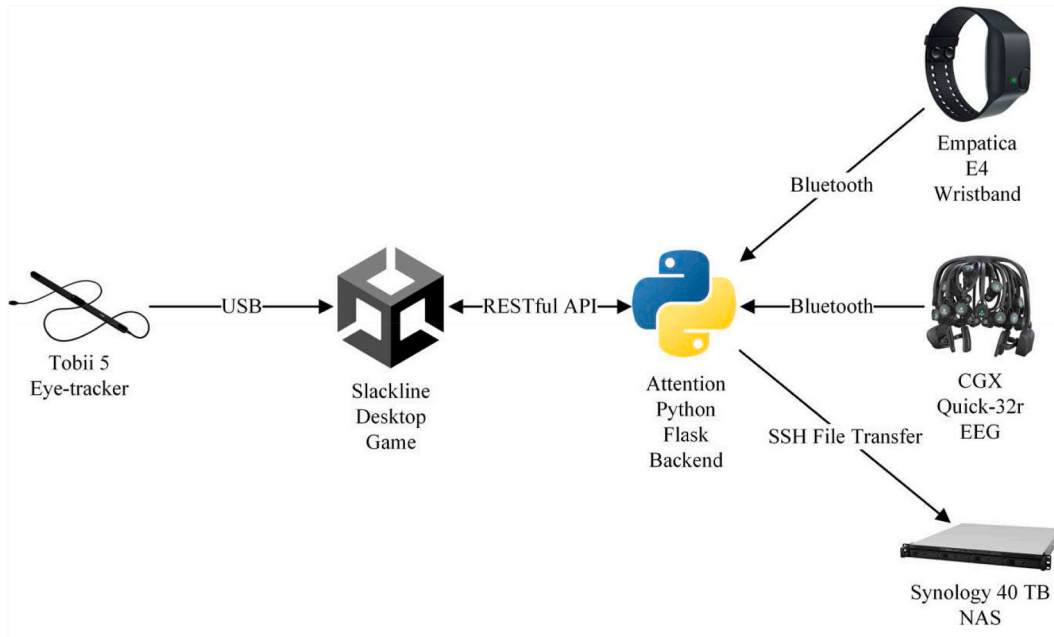 Empatica
E4
Wristband
Bluetooth
USB
RESTful API
Bluetooth
Tobii 5
Eye-tracker
Slackline
Desktop
Game
Attention
Python
Flask
Backend
CGX
Quick-32r
EEG
SSH File Transfer
Synology 40 TB
NAS